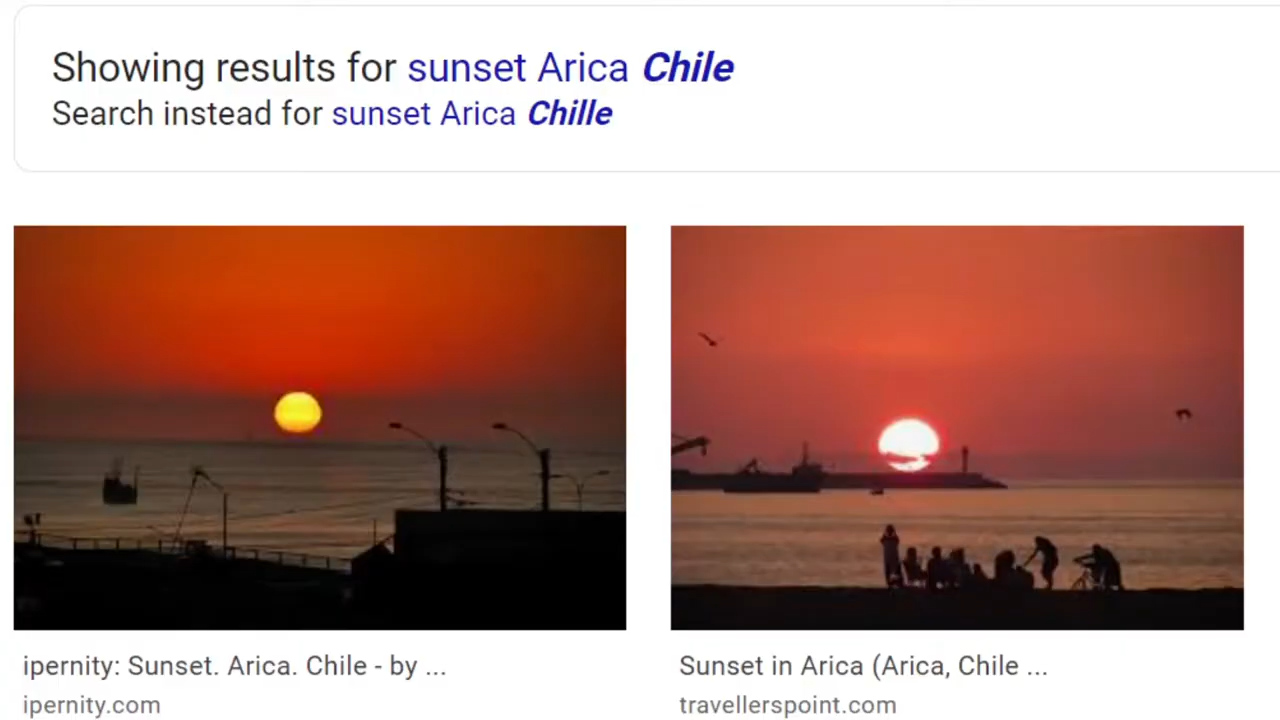 Showing results for sunset Arica Chile
Search instead for sunset Arica Chille
ipernity: Sunset. Arica. Chile - by ...
Sunset in Arica (Arica, Chile ...
ipernity.com
travellerspoint.com